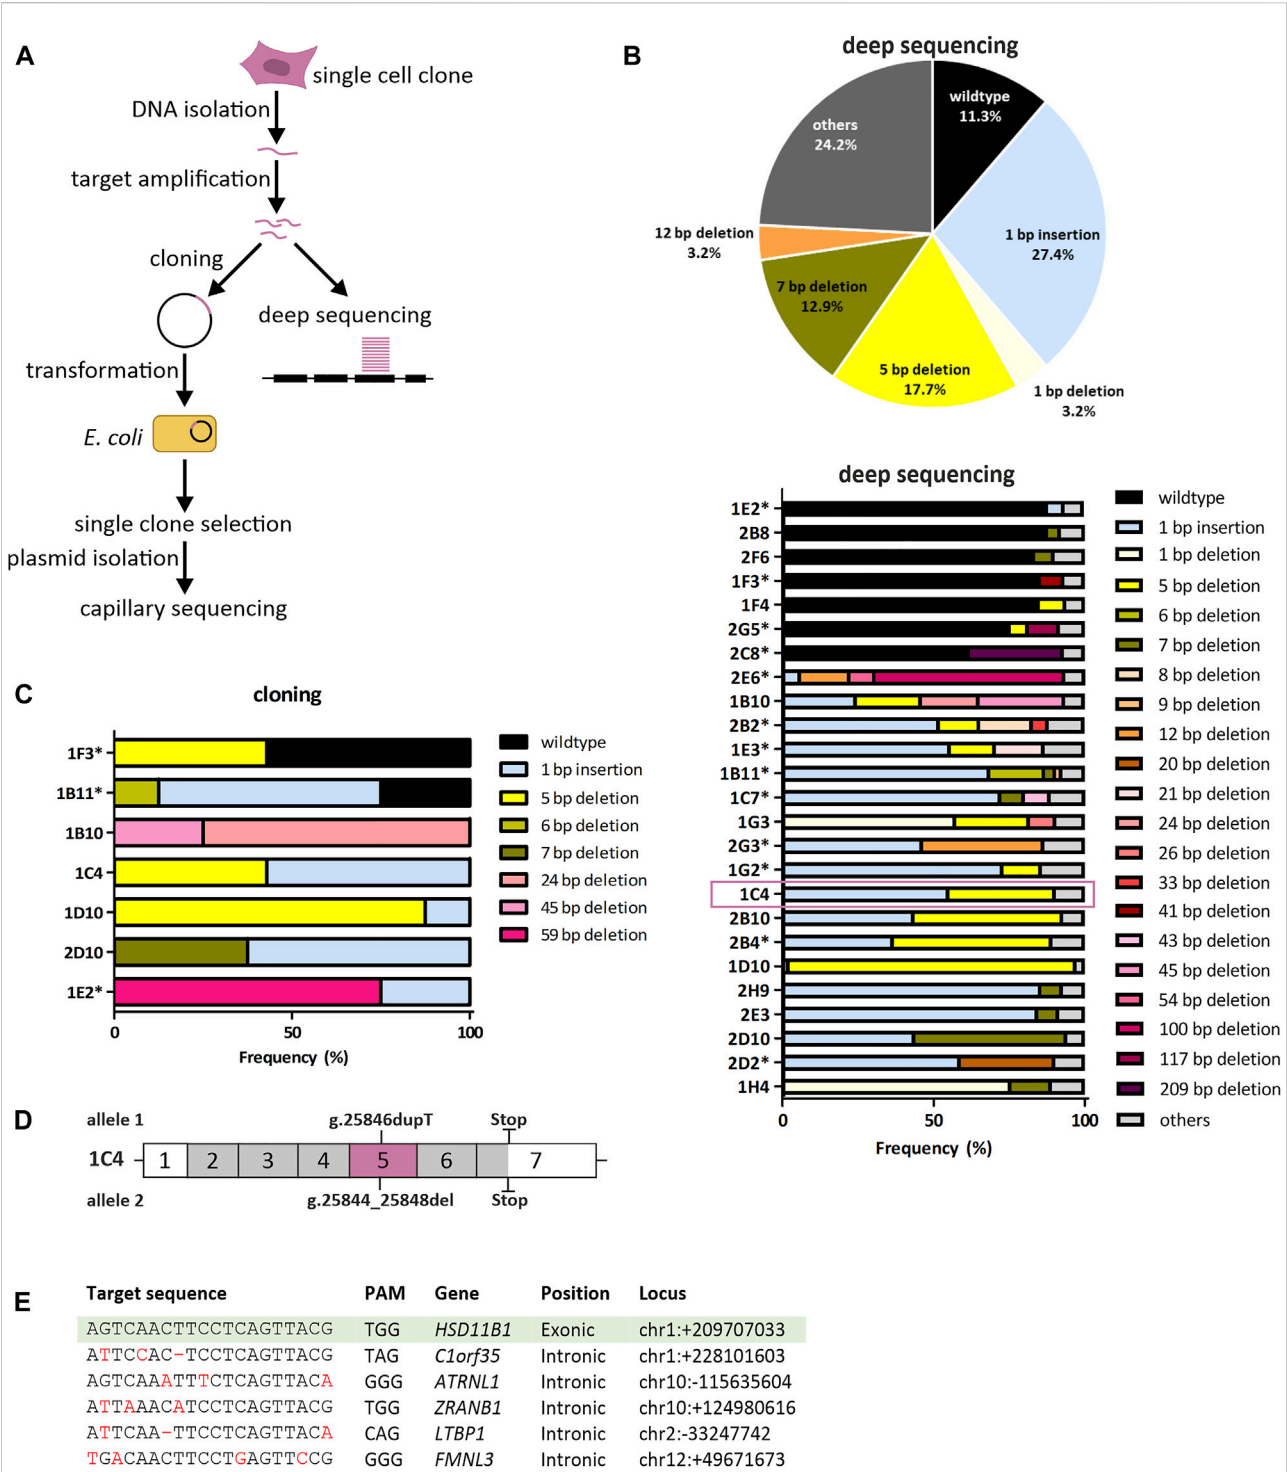 A
single cell clone
DNA isolation
target amplification
cloning
deep sequencing
transformation
E. coli
single clone selection
plasmid isolation
capillary sequencing
B
deep sequencing
wildtype
11.3%
others
24.2%
1 bp insertion
27.4%
12 bp deletion
3.2%
7 bp deletion
12.9%
5 bp deletion
17.7%
1 bp deletion
3.2%
deep sequencing
1E2*
2B8
2F6
1F3*
1F4
2G5*
2C8*
2E6*
1B10
2B2*
1E3*
1B11*
1C7*
1G3
2G3*
1G2*
1C4
2B10
2B4*
1D10
2H9
2E3
2D10
2D2*
1H4
0 50 100
Frequency (%)
wildtype
1 bp insertion
1 bp deletion
5 bp deletion
6 bp deletion
7 bp deletion
8 bp deletion
9 bp deletion
12 bp deletion
20 bp deletion
21 bp deletion
24 bp deletion
26 bp deletion
33 bp deletion
41 bp deletion
43 bp deletion
45 bp deletion
54 bp deletion
100 bp deletion
117 bp deletion
209 bp deletion
others
C
cloning
1F3*
1B11*
1B10
1C4
1D10
2D10
1E2*
0 50 100
Frequency (%)
wildtype
1 bp insertion
5 bp deletion
6 bp deletion
7 bp deletion
24 bp deletion
45 bp deletion
59 bp deletion
D
allele 1 g.25846dupT Stop
1C4 1 2 3 4 5 6 7
allele 2 g.25844_25848del Stop
E
Target sequence PAM Gene Position Locus
AGTCAACTTCCTCAGTTACG TGG HSD11B1 Exonic chr1:+209707033
ATTCCAC-TCCTCAGTTACG TAG C1orf35 Intronic chr1:+228101603
AGTCAAATTTCTCAGTTACA GGG ATRNL1 Intronic chr10:-115635604
ATTAAACATCCTCAGTTACG TGG ZRANB1 Intronic chr10:+124980616
ATTCAA-TTCCTCAGTTACA CAG LTBP1 Intronic chr2:-33247742
TGACAACTTCCTGAGTTCCG GGG FMNL3 Intronic chr12:+49671673